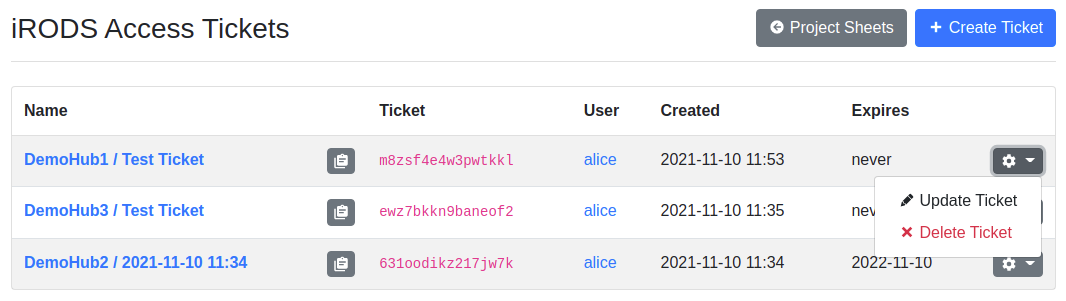 iRODS Access Tickets
Project Sheets
Create Ticket
Name Ticket User Created Expires
DemoHub1 / Test Ticket m8zsf4e4w3pwtkkl alice 2021-11-10 11:53 never
Update Ticket
DemoHub3 / Test Ticket ewz7bkkn9baneof2 alice 2021-11-10 11:35
Delete Ticket
DemoHub2 / 2021-11-10 11:34 631oodikz217jw7k alice 2021-11-10 11:34 2022-11-10